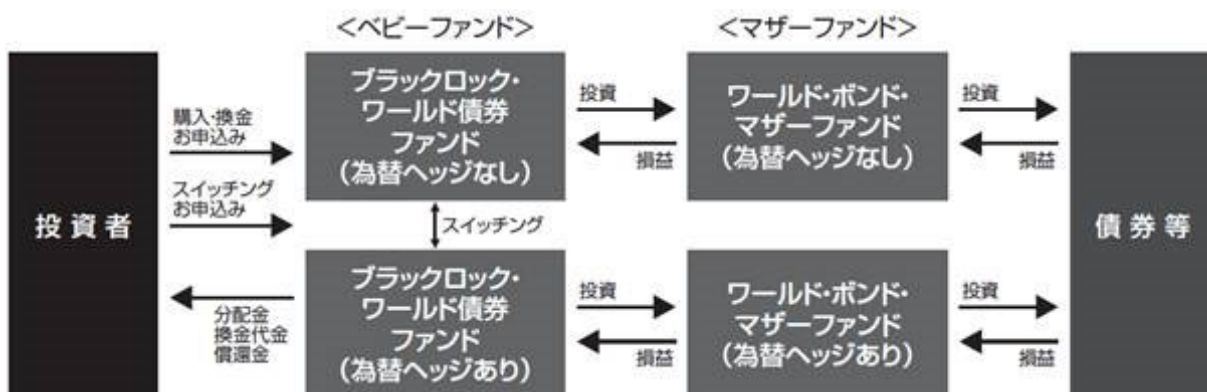 <ベビーファンド>
<マザーファンド>
投資者
購入・換金
お申込み
スイッチング
お申込み
分配金
換金代金
償還金
ブラックロック・
ワールド債券
ファンド
(為替ヘッジなし)
スイッチング
ブラックロック・
ワールド債券
ファンド
(為替ヘッジあり)
投資
損益
投資
損益
ワールド・ボンド・
マザーファンド
(為替ヘッジなし)
ワールド・ボンド・
マザーファンド
(為替ヘッジあり)
投資
損益
投資
損益
債券等